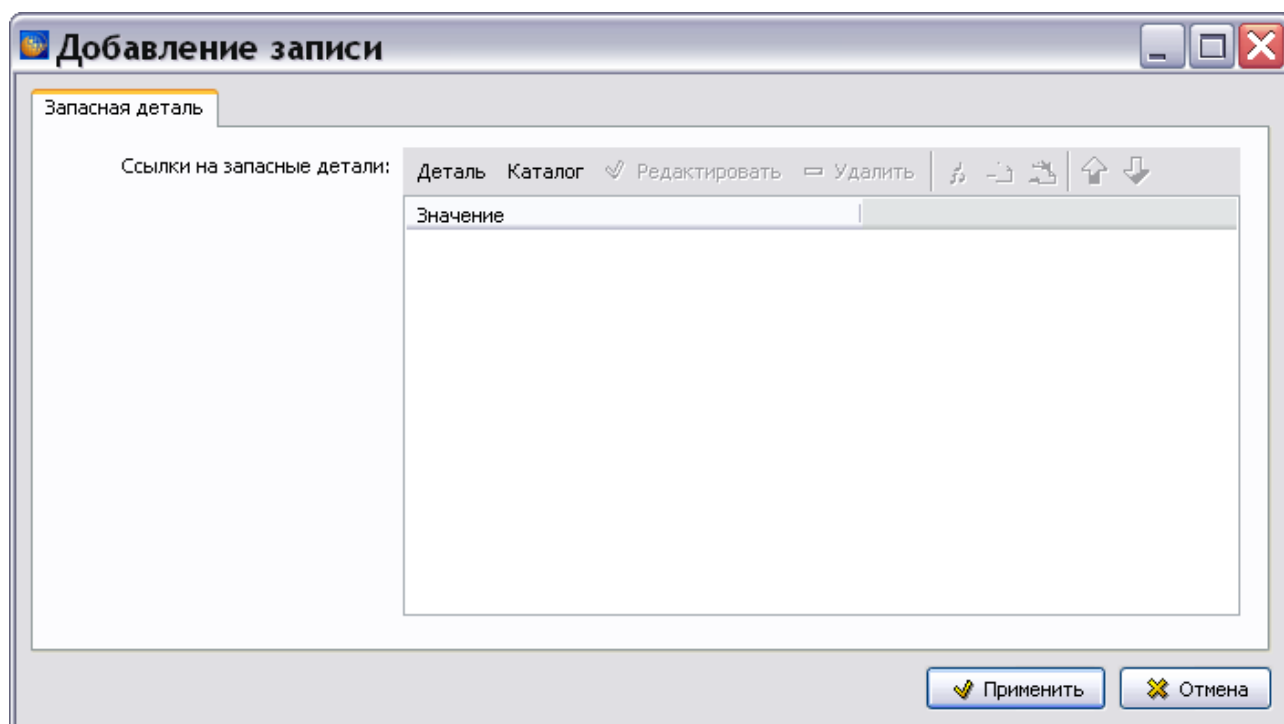 Добавление записи
Запасная деталь
Ссылки на запасные детали:
Деталь Каталог Редактировать Удалить
Значение
Применить Отмена